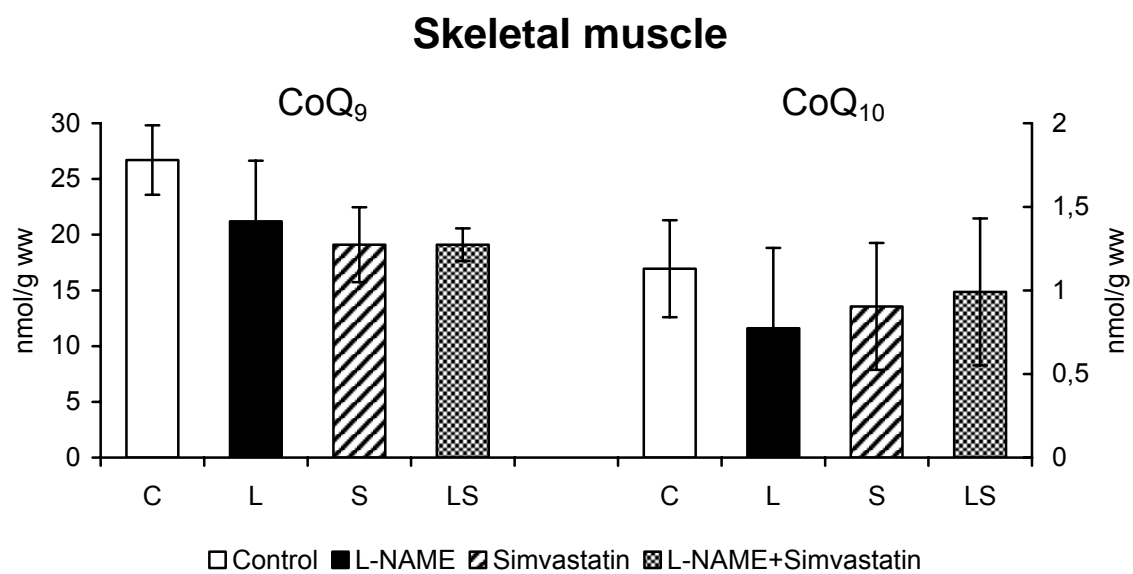 Skeletal muscle
CoQ₉
CoQ₁₀
nmol/g ww
30
25
20
15
10
5
0
2
1,5
1
0,5
0
nmol/g ww
C L S LS C L S LS
Control L-NAME Simvastatin L-NAME+Simvastatin